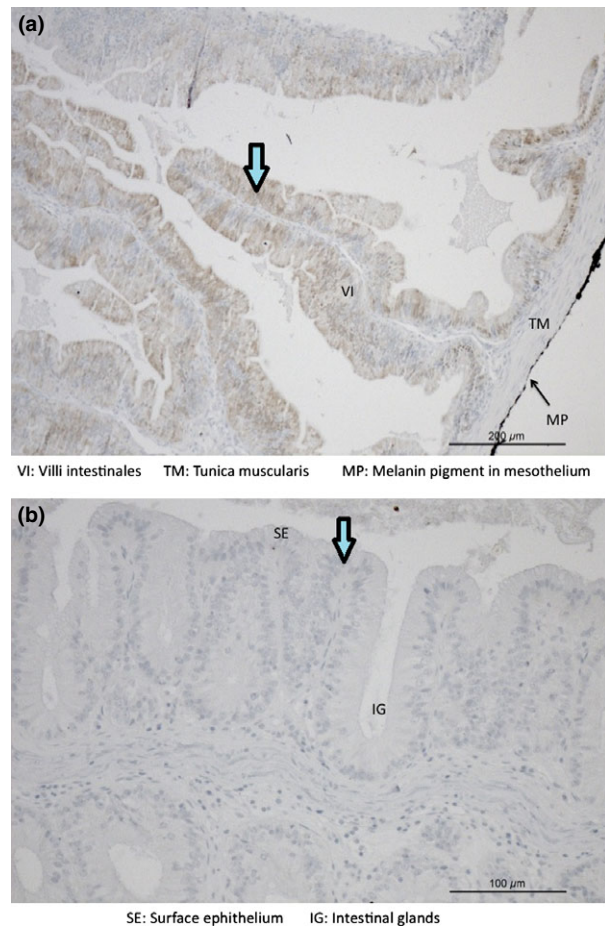 (a)
VI
TM
MP
200 µm
VI: Villi intestinales TM: Tunica muscularis MP: Melanin pigment in mesothelium
(b)
SE
IG
100 µm
SE: Surface ephithelium IG: Intestinal glands